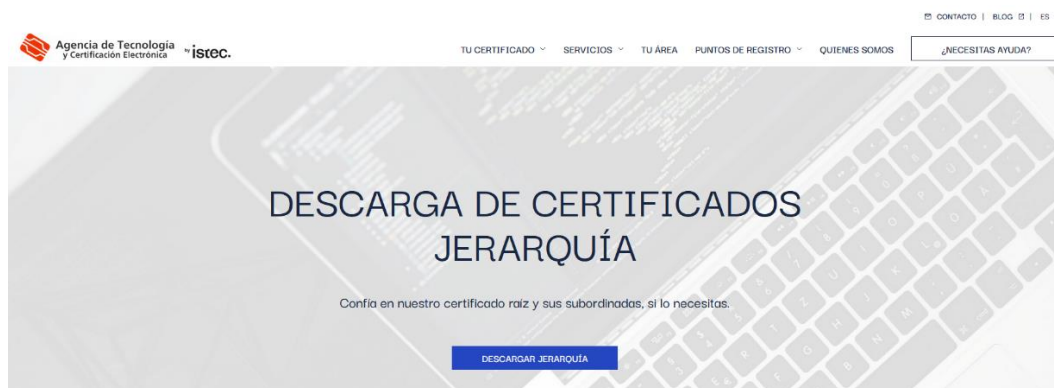 CONTACTO | BLOG | ES
Agencia de Tecnología
y Certificación Electrónica
by istec.
TU CERTIFICADO SERVICIOS TU ÁREA PUNTOS DE REGISTRO QUIENES SOMOS ¿NECESITAS AYUDA?
DESCARGA DE CERTIFICADOS
JERARQUÍA
Confía en nuestro certificado raíz y sus subordinadas, si lo necesitas.
DESCARGAR JERARQUÍA